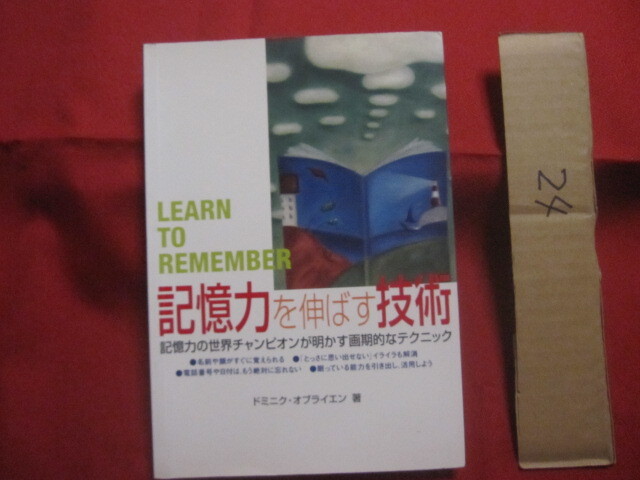 LEARN
TO
REMEMBER
記憶力を伸ばす技術
記憶力の世界チャンピオンが明かす画期的なテクニック
●名前や顔がすぐに覚えられる ●「とっさに思い出せない」イライラも解消
●電話番号や日付は、もう絶対に忘れない ●眠っている能力を引き出し、活用しよう
ドミニク・オブライエン 著
24